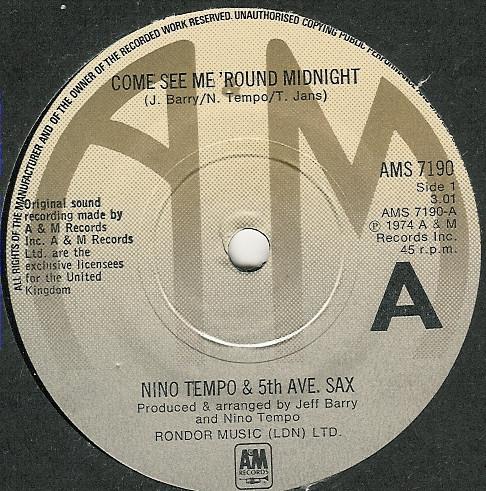 ALL RIGHTS OF THE MANUFACTURER AND OF THE OWNER OF THE RECORDED WORK RESERVED. UNAUTHORISED COPYING PUBLIC
COME SEE ME 'ROUND MIDNIGHT
(J. Barry/N. Tempo/T. Jans)
AMS 7190
Side 1
3.01
AMS 7190-A
℗ 1974 A & M
Records Inc.
45 r.p.m.
A
Original sound
recording made by
A & M Records
Inc. A & M Records
Ltd. are the
exclusive licensees
for the United
Kingdom
NINO TEMPO & 5th AVE. SAX
Produced & arranged by Jeff Barry
and Nino Tempo
RONDOR MUSIC (LDN) LTD.
A&M
RECORDS